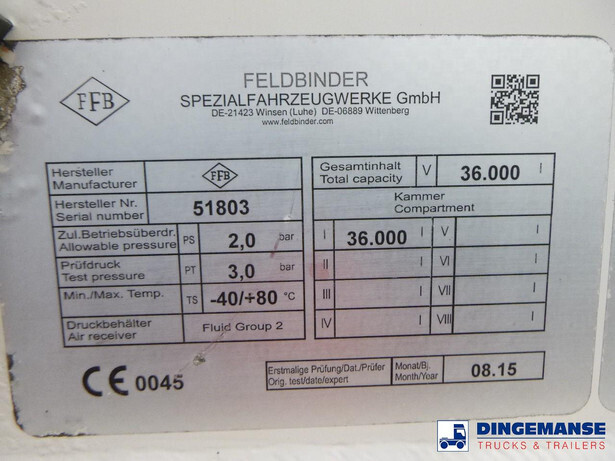 FFB
FELDBINDER
SPEZIALFAHRZEUGWERKE GmbH
DE-21423 Winsen (Luhe) DE-06889 Wittenberg
www.feldbinder.com
Hersteller
Manufacturer
FFB
Hersteller Nr.
Serial number
51803
Zul.Betriebsüberdr.
Allowable pressure
PS 2,0 bar
Prüfdruck
Test pressure
PT 3,0 bar
Min./Max. Temp. TS -40/+80 °C
Druckbehälter
Air receiver
Fluid Group 2
Gesamtinhalt
Total capacity
V 36.000 l
Kammer
Compartment
I 36.000 l V l
II l VI l
III l VII l
IV l VIII l
CE 0045
Erstmalige Prüfung/Dat./Prüfer
Orig. test/date/expert
Monat/Bj.
Month/Year
08.15
DINGEMANSE
TRUCKS & TRAILERS